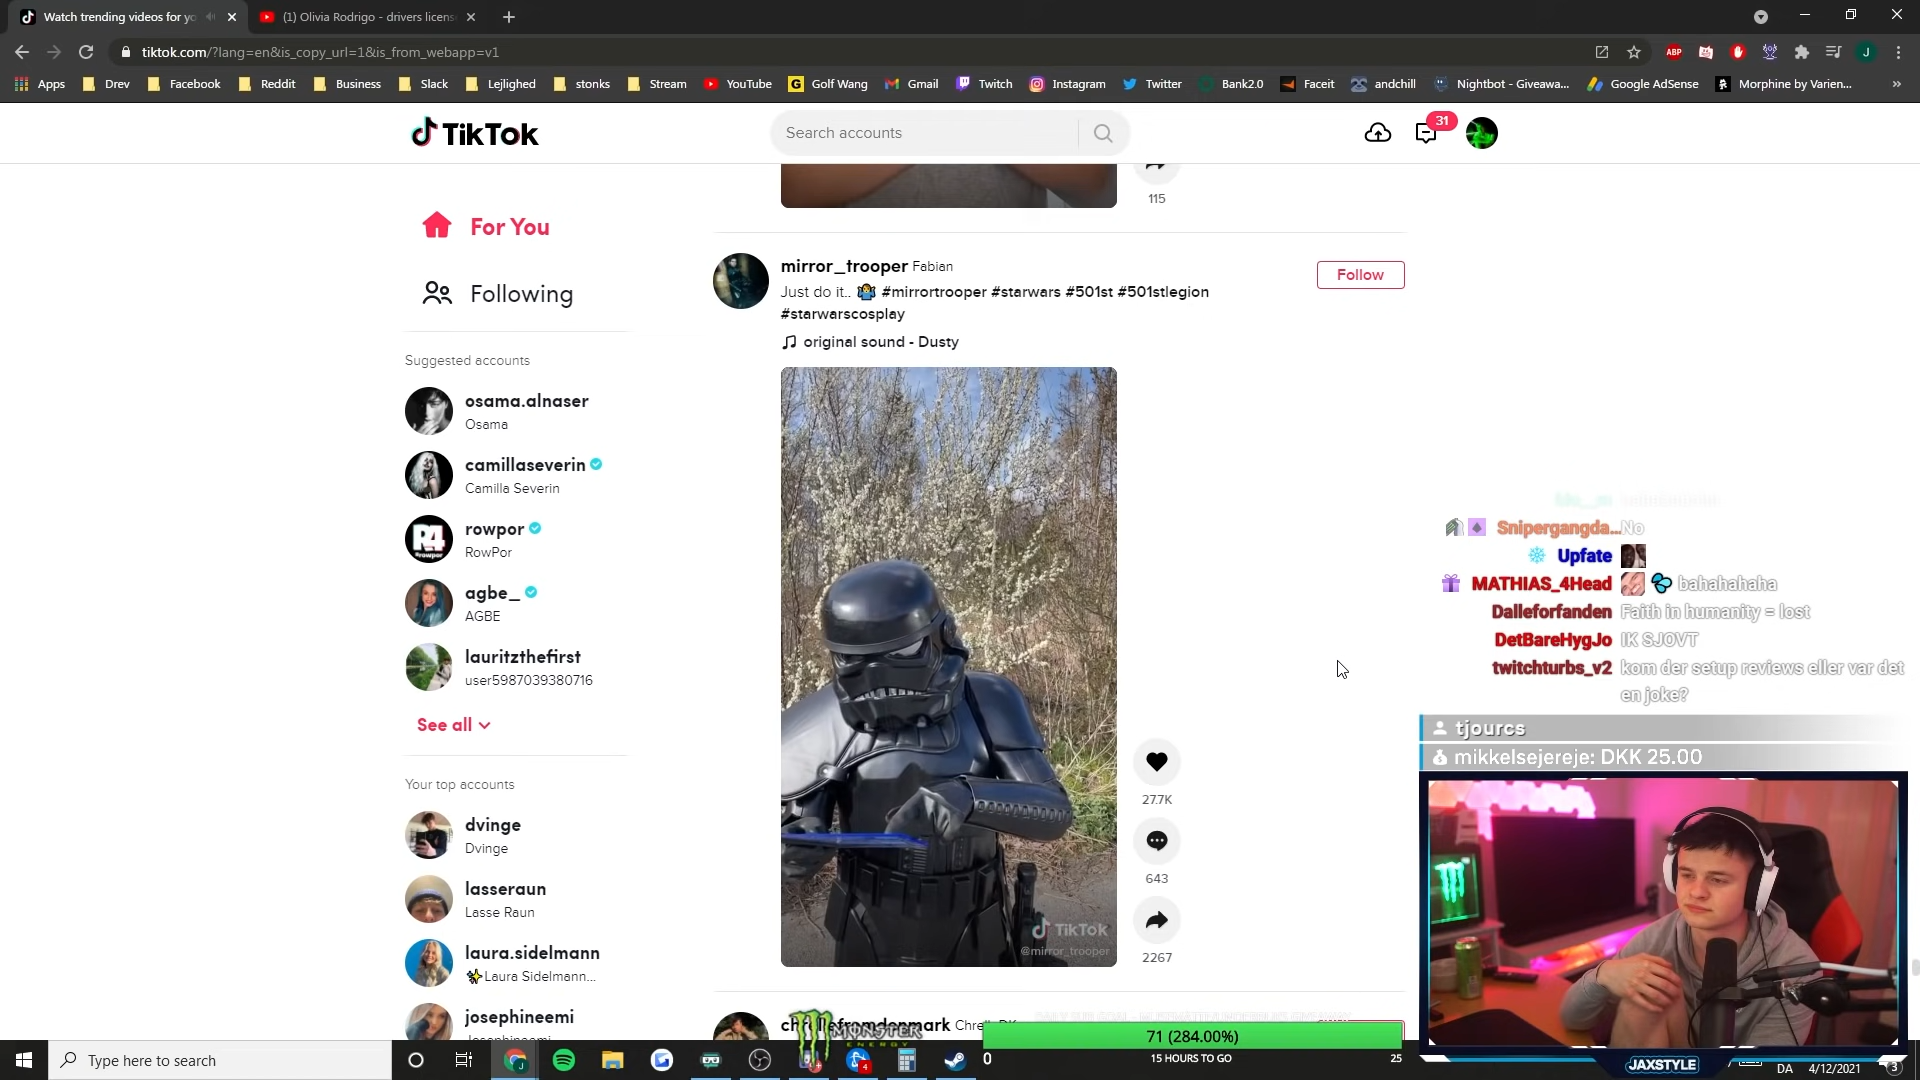 Watch trending videos for yo
(1) Olivia Rodrigo - drivers licens
tiktok.com/?lang=en&is_copy_url=1&is_from_webapp=v1
ABP
J
Apps
Drev
Facebook
Reddit
Business
Slack
Lejlighed
stonks
Stream
YouTube
Golf Wang
Gmail
Twitch
Instagram
Twitter
Bank2.0
Faceit
andchill
Nightbot - Giveawa...
Google AdSense
Morphine by Varien...
»
TikTok
Search accounts
31
115
For You
Following
Suggested accounts
osama.alnaser
Osama
camillaseverin
Camilla Severin
rowpor
RowPor
agbe_
AGBE
lauritzthefirst
user5987039380716
See all
Your top accounts
dvinge
Dvinge
lasseraun
Lasse Raun
laura.sidelmann
✨Laura Sidelmann...
josephineemi
mirror_trooper Fabian
Follow
Just do it.. 🤷 #mirrortrooper #starwars #501st #501stlegion
#starwarscosplay
original sound - Dusty
27.7K
643
2267
TikTok
@mirror_trooper
Snipergangda... No
Upfate
MATHIAS_4Head bahahahaha
Dalleforfanden Faith in humanity = lost
DetBareHygJo IK SJOVT
twitchturbs_v2 kom der setup reviews eller var det
en joke?
tjourcs
mikkelsejereje: DKK 25.00
MONSTER
ENERGY
71 (284.00%)
0
15 HOURS TO GO
25
JAXSTYLE
Type here to search
4
DA
4/12/2021
3